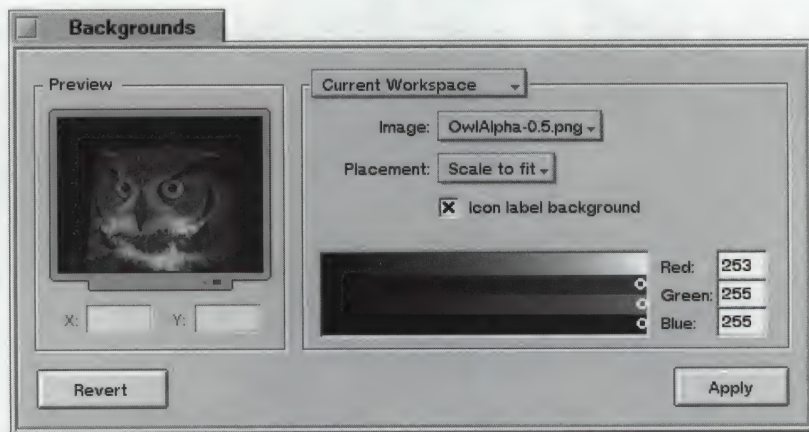 Backgrounds
Preview
X:
Y:
Current Workspace
Image: OwlAlpha-0.5.png
Placement: Scale to fit
Icon label background
Red: 253
Green: 255
Blue: 255
Revert
Apply